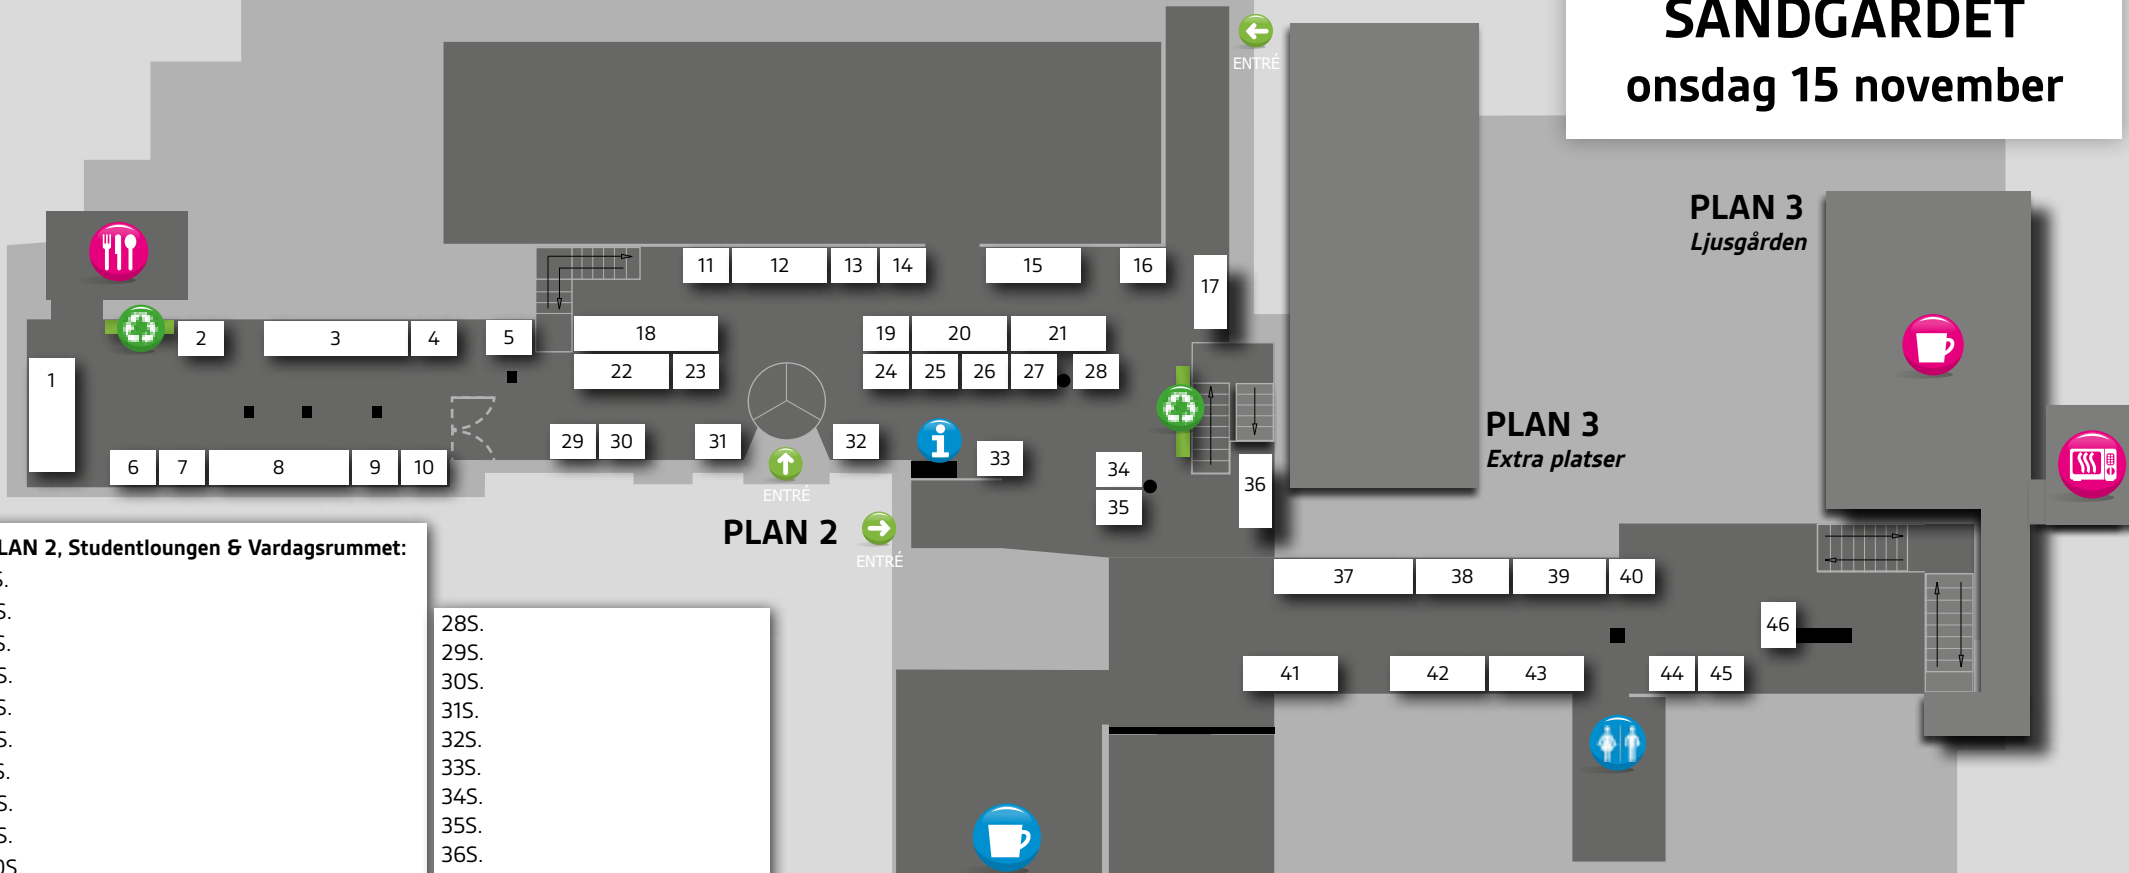 SANDGÄRDET
onsdag 15 november
ENTRÉ
PLAN 3
Ljusgården
11 12 13 14 15 16
17
2 3 4 5
18 19 20 21
1
22 23 24 25 26 27 28
PLAN 3
Extra platser
29 30 31 32
33
6 7 8 9 10
34
36
ENTRÉ
35
PLAN 2
ENTRÉ
37 38 39 40
46
41 42 43 44 45
LAN 2, Studentloungen & Vardagsrummet:
S.
S.
S.
S.
S.
S.
S.
S.
S.
0S
28S.
29S.
30S.
31S.
32S.
33S.
34S.
35S.
36S.